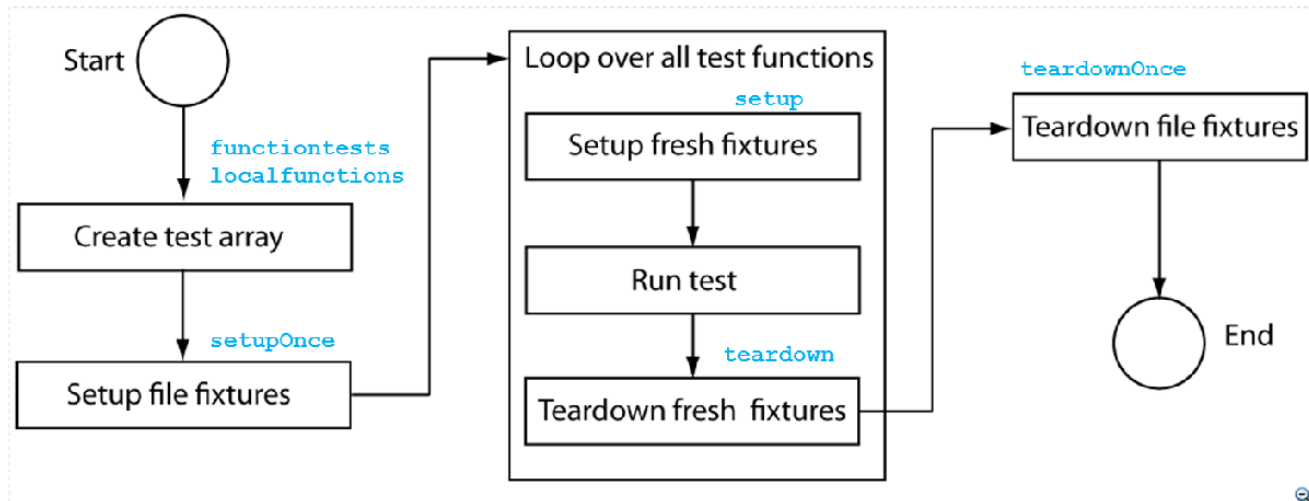 Start
functiontests
localfunctions
Create test array
setupOnce
Setup file fixtures
Loop over all test functions
setup
Setup fresh fixtures
Run test
teardown
Teardown fresh fixtures
teardownOnce
Teardown file fixtures
End